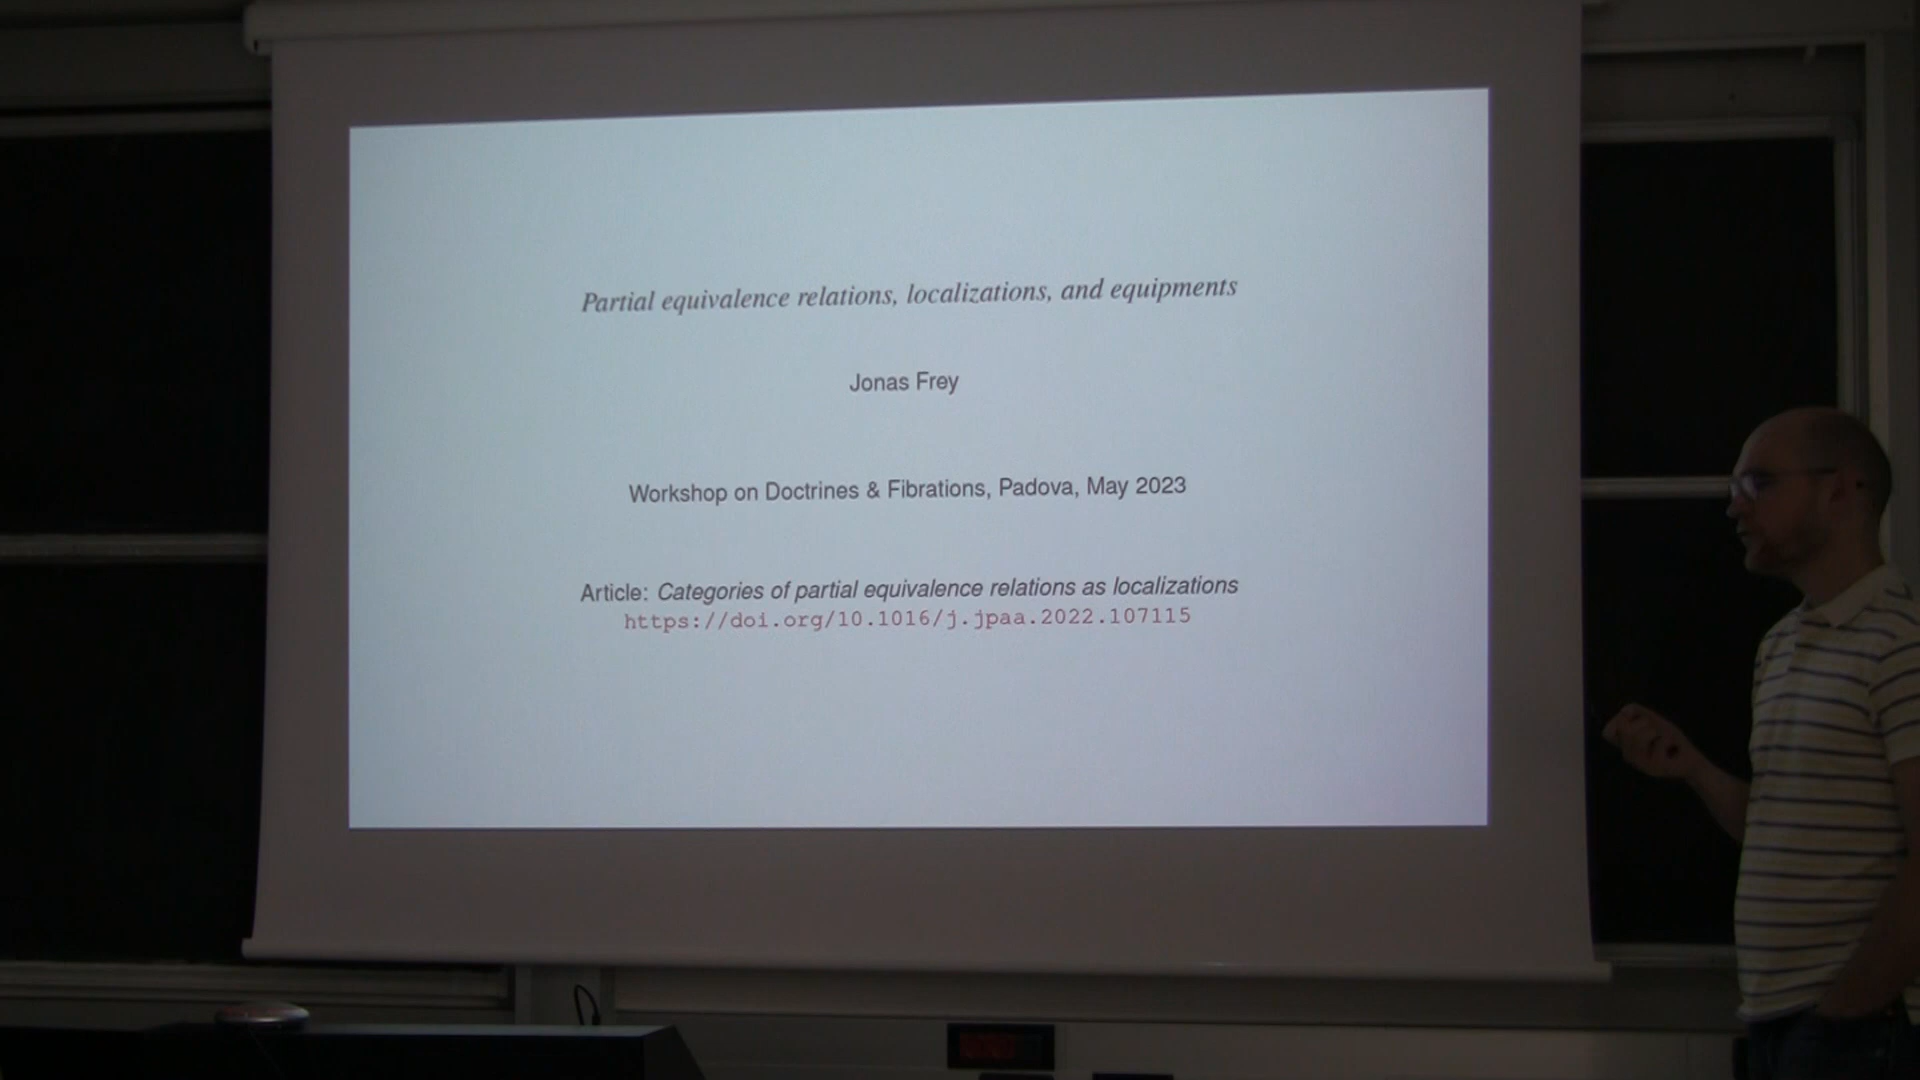 Partial equivalence relations, localizations, and equipments
Jonas Frey
Workshop on Doctrines & Fibrations, Padova, May 2023
Article: Categories of partial equivalence relations as localizations
https://doi.org/10.1016/j.jpaa.2022.107115